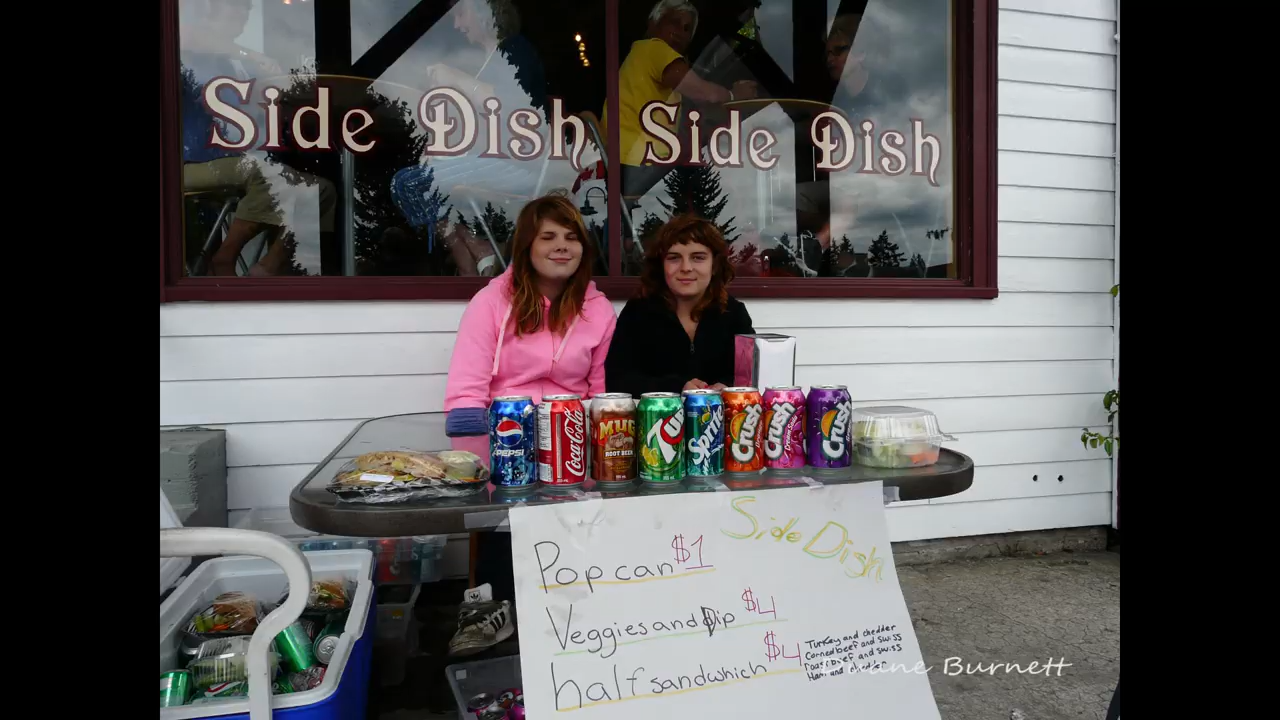 Side Dish Side Dish
PEPSI
Coca-Cola
MUG
ROOT BEER
7up
Sprite
Crush
Crush
Crush
Side Dish
Pop can $1
Veggies and Dip $4
half sandwhich $4
Turkey and chedder
Corned beef and swiss
roast beef and swiss
Ham and
Burnett